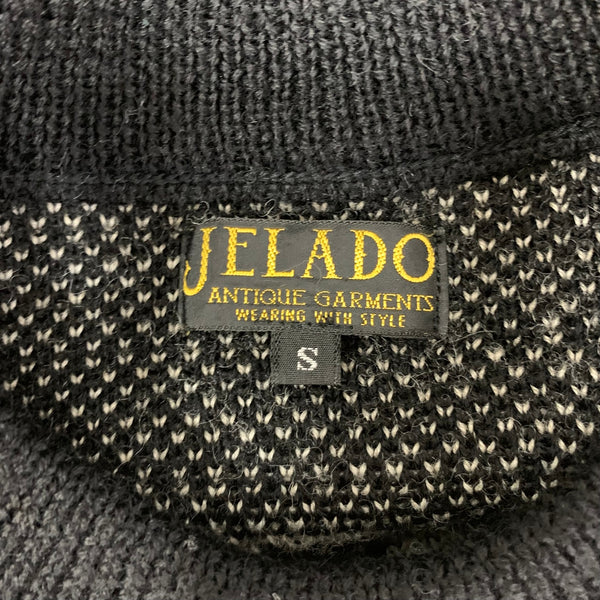 JELADO
ANTIQUE GARMENTS
WEARING WITH STYLE
S